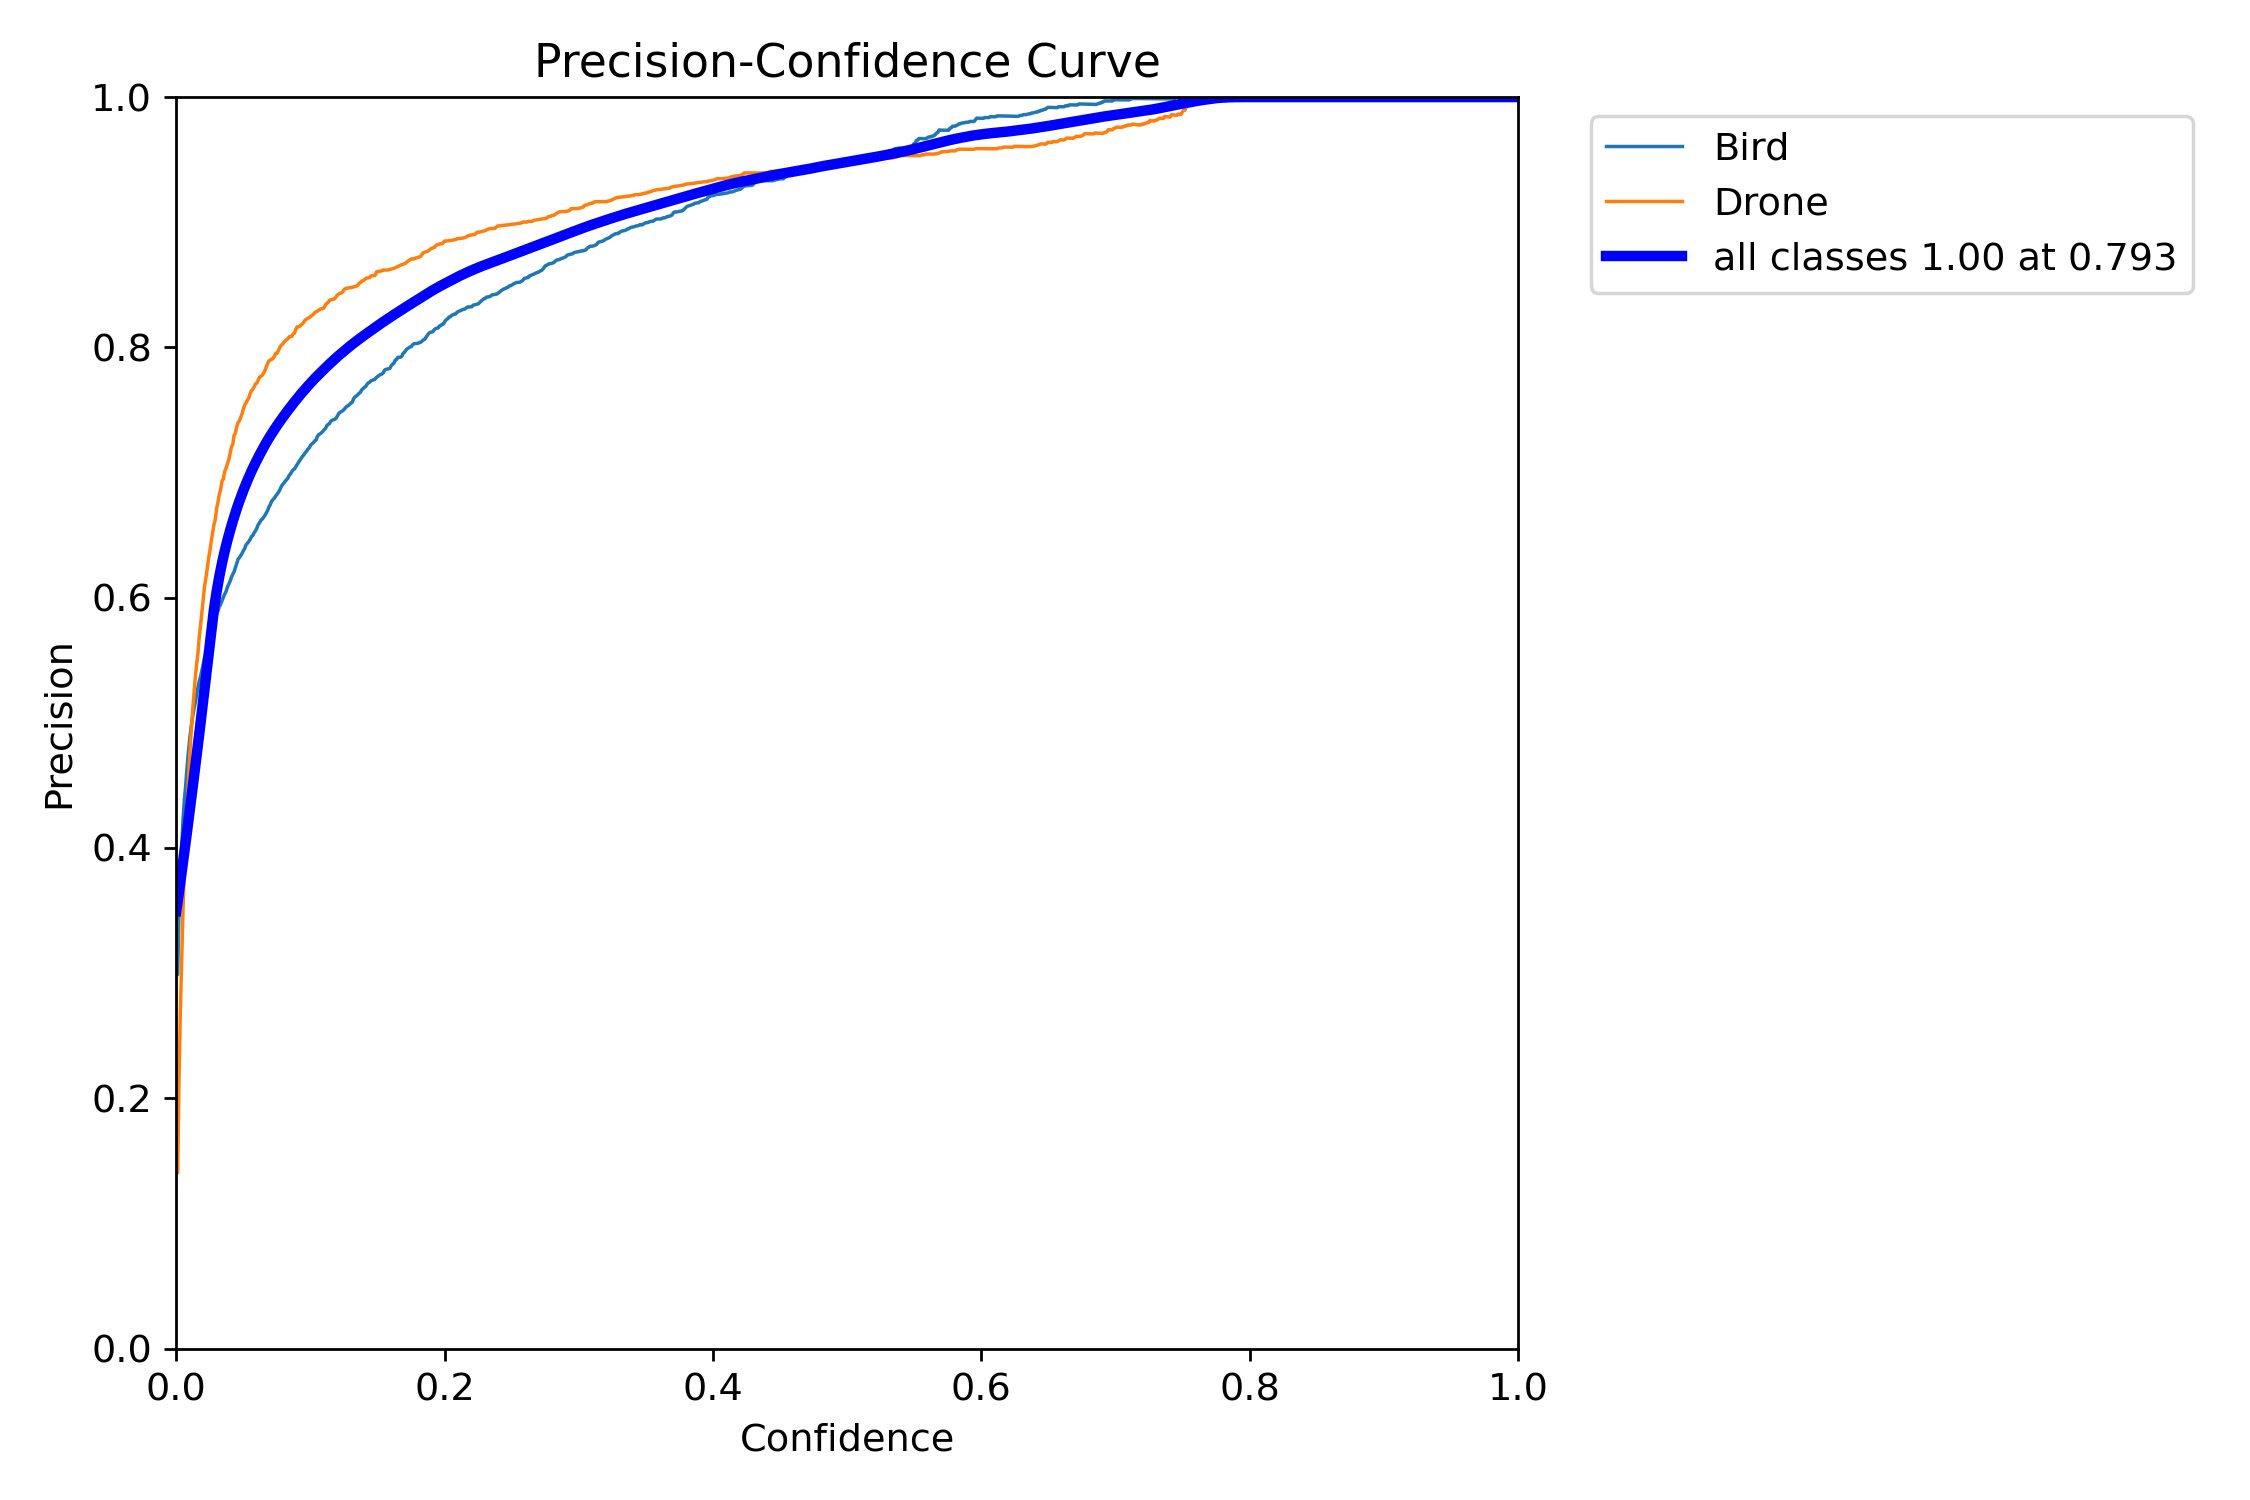 Precision-Confidence Curve
1.0
0.8
0.6
0.4
0.2
0.0
Precision
0.0 0.2 0.4 0.6 0.8 1.0
Confidence
Bird
Drone
all classes 1.00 at 0.793